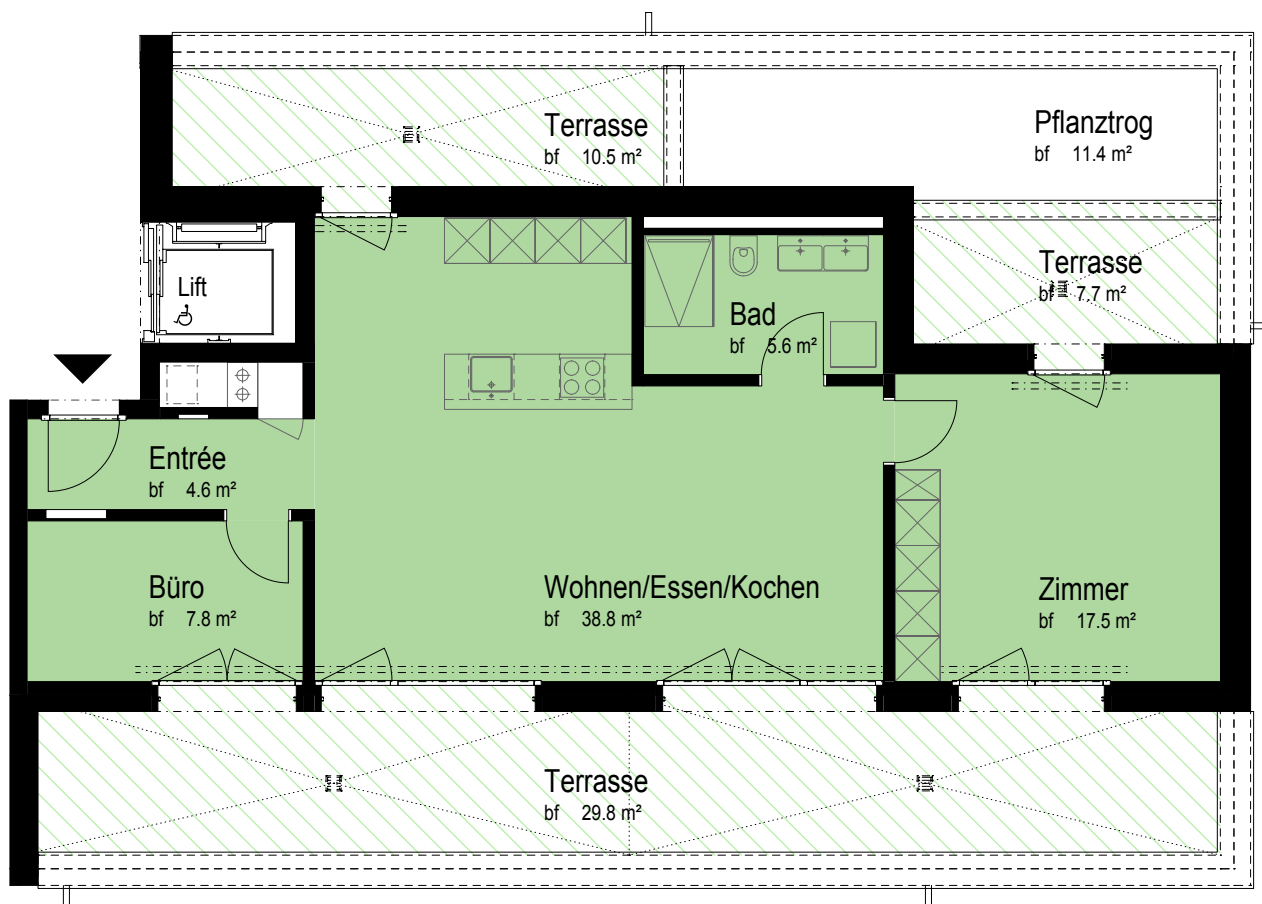 Terrasse
bf 10.5 m²
Pflanztrog
bf 11.4 m²
Terrasse
bf 7.7 m²
Lift
Bad
bf 5.6 m²
Entrée
bf 4.6 m²
Büro
bf 7.8 m²
Wohnen/Essen/Kochen
bf 38.8 m²
Zimmer
bf 17.5 m²
Terrasse
bf 29.8 m²